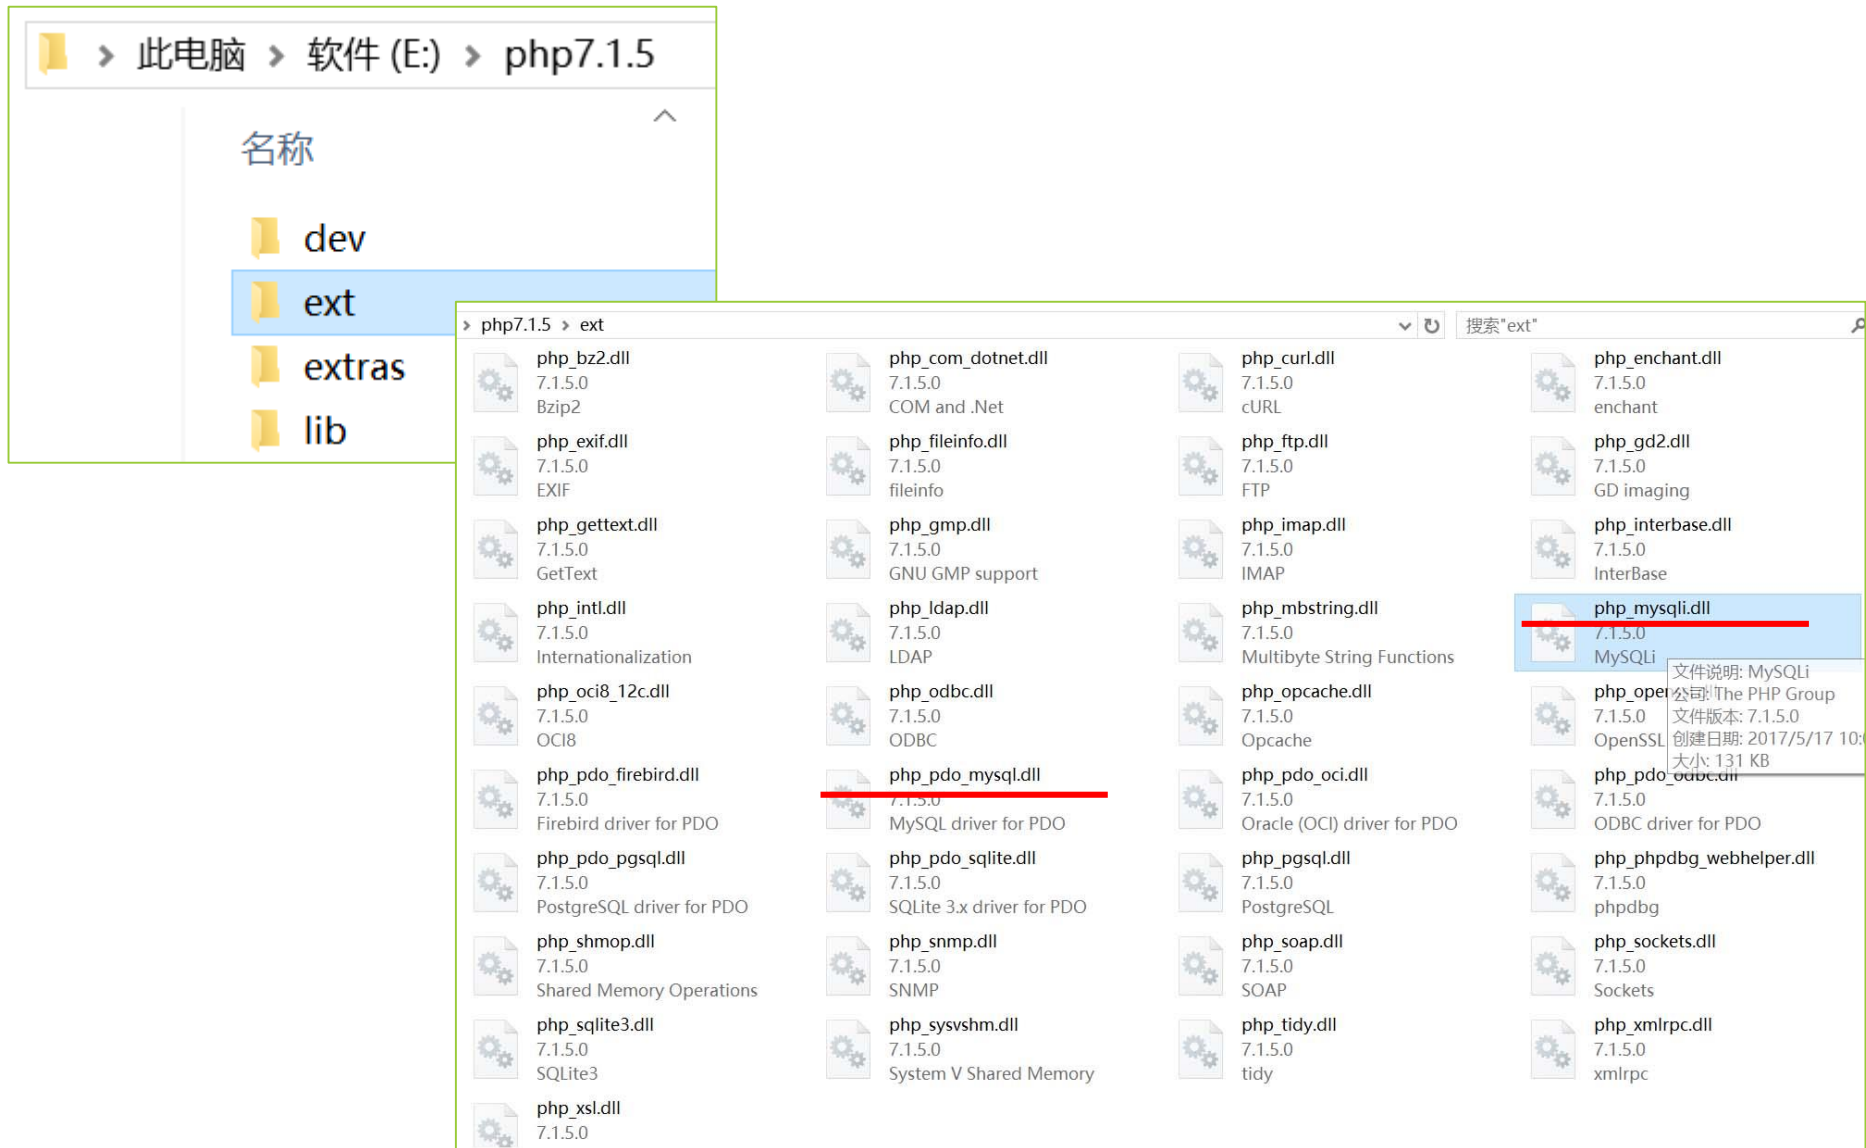 此电脑 软件 (E:) php7.1.5
名称
dev
ext
extras
lib
php7.1.5 ext 搜索"ext"
php_bz2.dll
7.1.5.0
Bzip2
php_com_dotnet.dll
7.1.5.0
COM and .Net
php_curl.dll
7.1.5.0
cURL
php_enchant.dll
7.1.5.0
enchant
php_exif.dll
7.1.5.0
EXIF
php_fileinfo.dll
7.1.5.0
fileinfo
php_ftp.dll
7.1.5.0
FTP
php_gd2.dll
7.1.5.0
GD imaging
php_gettext.dll
7.1.5.0
GetText
php_gmp.dll
7.1.5.0
GNU GMP support
php_imap.dll
7.1.5.0
IMAP
php_interbase.dll
7.1.5.0
InterBase
php_intl.dll
7.1.5.0
Internationalization
php_ldap.dll
7.1.5.0
LDAP
php_mbstring.dll
7.1.5.0
Multibyte String Functions
php_mysqli.dll
7.1.5.0
MySQLi
文件说明: MySQLi
公司: The PHP Group
文件版本: 7.1.5.0
创建日期: 2017/5/17 10:
大小: 131 KB
php_oci8_12c.dll
7.1.5.0
OCI8
php_odbc.dll
7.1.5.0
ODBC
php_opcache.dll
7.1.5.0
Opcache
php_open
7.1.5.0
OpenSSL
php_pdo_firebird.dll
7.1.5.0
Firebird driver for PDO
php_pdo_mysql.dll
7.1.5.0
MySQL driver for PDO
php_pdo_oci.dll
7.1.5.0
Oracle (OCI) driver for PDO
php_pdo_odbc.dll
7.1.5.0
ODBC driver for PDO
php_pdo_pgsql.dll
7.1.5.0
PostgreSQL driver for PDO
php_pdo_sqlite.dll
7.1.5.0
SQLite 3.x driver for PDO
php_pgsql.dll
7.1.5.0
PostgreSQL
php_phpdbg_webhelper.dll
7.1.5.0
phpdbg
php_shmop.dll
7.1.5.0
Shared Memory Operations
php_snmp.dll
7.1.5.0
SNMP
php_soap.dll
7.1.5.0
SOAP
php_sockets.dll
7.1.5.0
Sockets
php_sqlite3.dll
7.1.5.0
SQLite3
php_sysvshm.dll
7.1.5.0
System V Shared Memory
php_tidy.dll
7.1.5.0
tidy
php_xmlrpc.dll
7.1.5.0
xmlrpc
php_xsl.dll
7.1.5.0